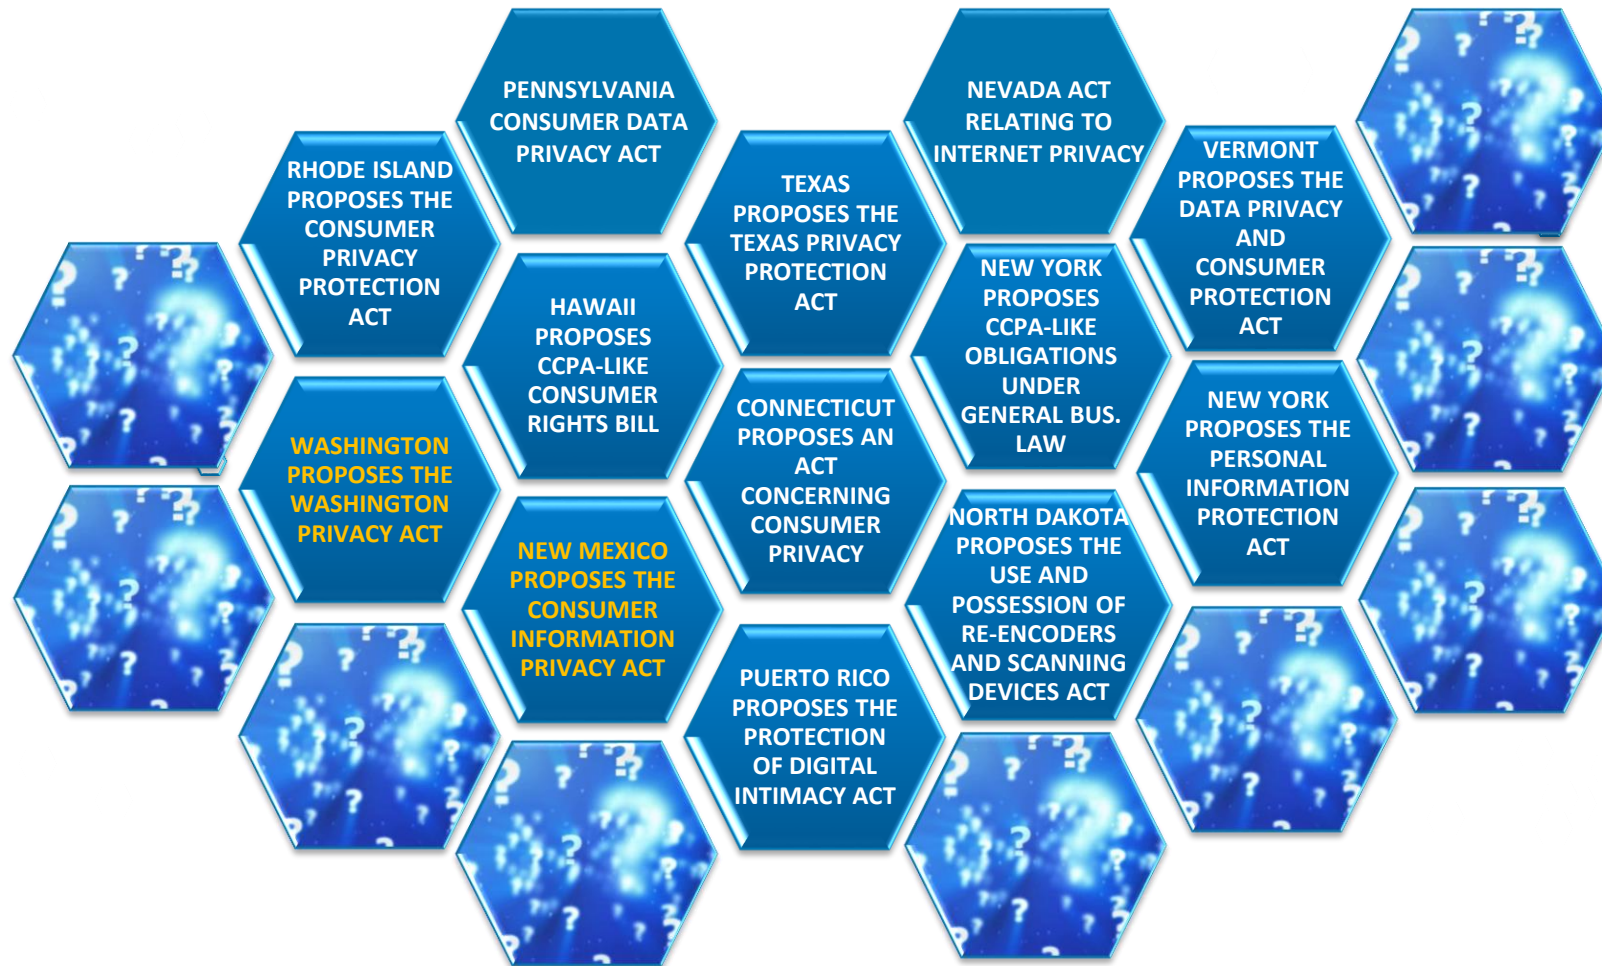 PENNSYLVANIA
CONSUMER DATA
PRIVACY ACT
NEVADA ACT
RELATING TO
INTERNET PRIVACY
RHODE ISLAND
PROPOSES THE
CONSUMER
PRIVACY
PROTECTION
ACT
TEXAS
PROPOSES THE
TEXAS PRIVACY
PROTECTION
ACT
VERMONT
PROPOSES THE
DATA PRIVACY
AND
CONSUMER
PROTECTION
ACT
HAWAII
PROPOSES
CCPA-LIKE
CONSUMER
RIGHTS BILL
NEW YORK
PROPOSES
CCPA-LIKE
OBLIGATIONS
UNDER
GENERAL BUS.
LAW
WASHINGTON
PROPOSES THE
WASHINGTON
PRIVACY ACT
CONNECTICUT
PROPOSES AN
ACT
CONCERNING
CONSUMER
PRIVACY
NEW YORK
PROPOSES THE
PERSONAL
INFORMATION
PROTECTION
ACT
NEW MEXICO
PROPOSES THE
CONSUMER
INFORMATION
PRIVACY ACT
NORTH DAKOTA
PROPOSES THE
USE AND
POSSESSION OF
RE-ENCODERS
AND SCANNING
DEVICES ACT
PUERTO RICO
PROPOSES THE
PROTECTION
OF DIGITAL
INTIMACY ACT